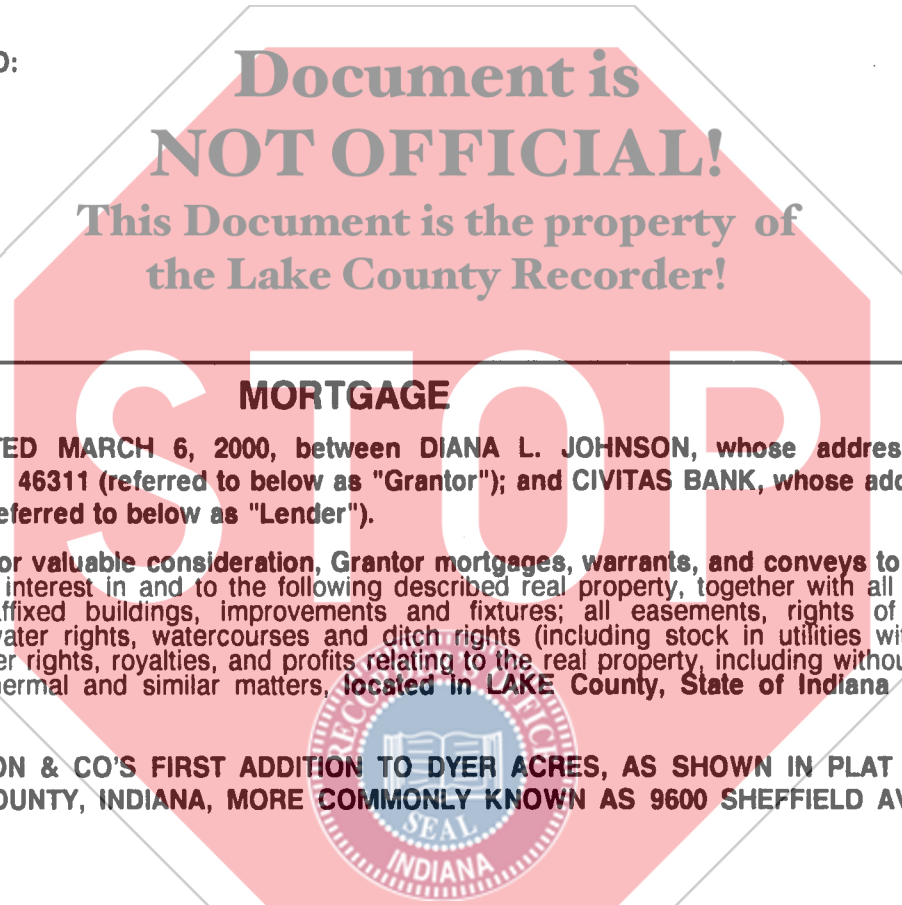 D:
Document is
NOT OFFICIAL!
This Document is the property of
the Lake County Recorder!
STOP
MORTGAGE
TED MARCH 6, 2000, between DIANA L. JOHNSON, whose addres
46311 (referred to below as "Grantor"); and CIVITAS BANK, whose add
eferred to below as "Lender").
or valuable consideration, Grantor mortgages, warrants, and conveys to
interest in and to the following described real property, together with all
ffixed buildings, improvements and fixtures; all easements, rights of
vater rights, watercourses and ditch rights (including stock in utilities wit
er rights, royalties, and profits relating to the real property, including withou
hermal and similar matters, located in LAKE County, State of Indiana
ON & CO'S FIRST ADDITION TO DYER ACRES, AS SHOWN IN PLAT
OUNTY, INDIANA, MORE COMMONLY KNOWN AS 9600 SHEFFIELD AV
RECORDER'S OFFICE
SEAL
INDIANA